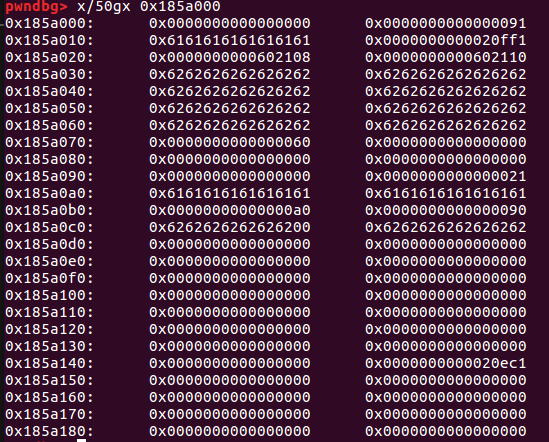 pwndbg> x/50gx 0x185a000
0x185a000: 0x0000000000000000 0x0000000000000091
0x185a010: 0x6161616161616161 0x0000000000020ff1
0x185a020: 0x0000000000602108 0x0000000000602110
0x185a030: 0x6262626262626262 0x6262626262626262
0x185a040: 0x6262626262626262 0x6262626262626262
0x185a050: 0x6262626262626262 0x6262626262626262
0x185a060: 0x6262626262626262 0x6262626262626262
0x185a070: 0x0000000000000060 0x0000000000000000
0x185a080: 0x0000000000000000 0x0000000000000000
0x185a090: 0x0000000000000000 0x0000000000000021
0x185a0a0: 0x6161616161616161 0x6161616161616161
0x185a0b0: 0x00000000000000a0 0x0000000000000090
0x185a0c0: 0x6262626262626200 0x6262626262626262
0x185a0d0: 0x0000000000000000 0x0000000000000000
0x185a0e0: 0x0000000000000000 0x0000000000000000
0x185a0f0: 0x0000000000000000 0x0000000000000000
0x185a100: 0x0000000000000000 0x0000000000000000
0x185a110: 0x0000000000000000 0x0000000000000000
0x185a120: 0x0000000000000000 0x0000000000000000
0x185a130: 0x0000000000000000 0x0000000000000000
0x185a140: 0x0000000000000000 0x0000000000020ec1
0x185a150: 0x0000000000000000 0x0000000000000000
0x185a160: 0x0000000000000000 0x0000000000000000
0x185a170: 0x0000000000000000 0x0000000000000000
0x185a180: 0x0000000000000000 0x0000000000000000